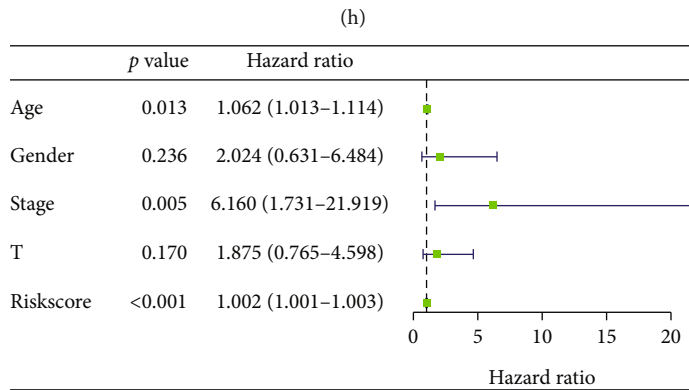 (h)
p value Hazard ratio
Age 0.013 1.062 (1.013–1.114)
Gender 0.236 2.024 (0.631–6.484)
Stage 0.005 6.160 (1.731–21.919)
T 0.170 1.875 (0.765–4.598)
Riskscore <0.001 1.002 (1.001–1.003)
0 5 10 15 20
Hazard ratio